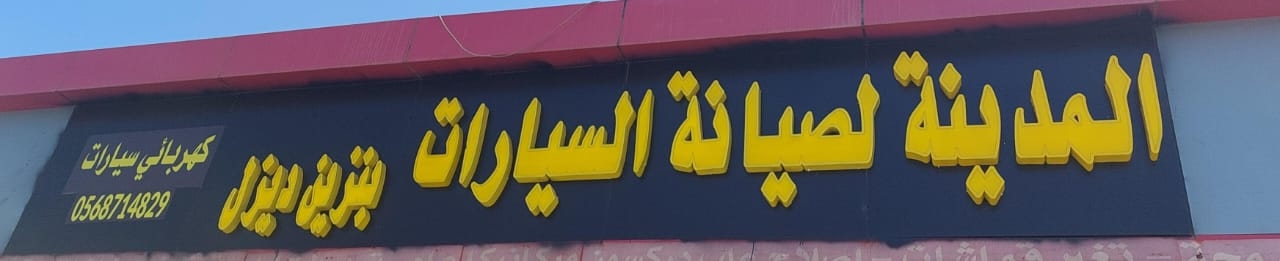 المدينة لصيانة السيارات بنزين ديزل
كهربائي سيارات
0568714829